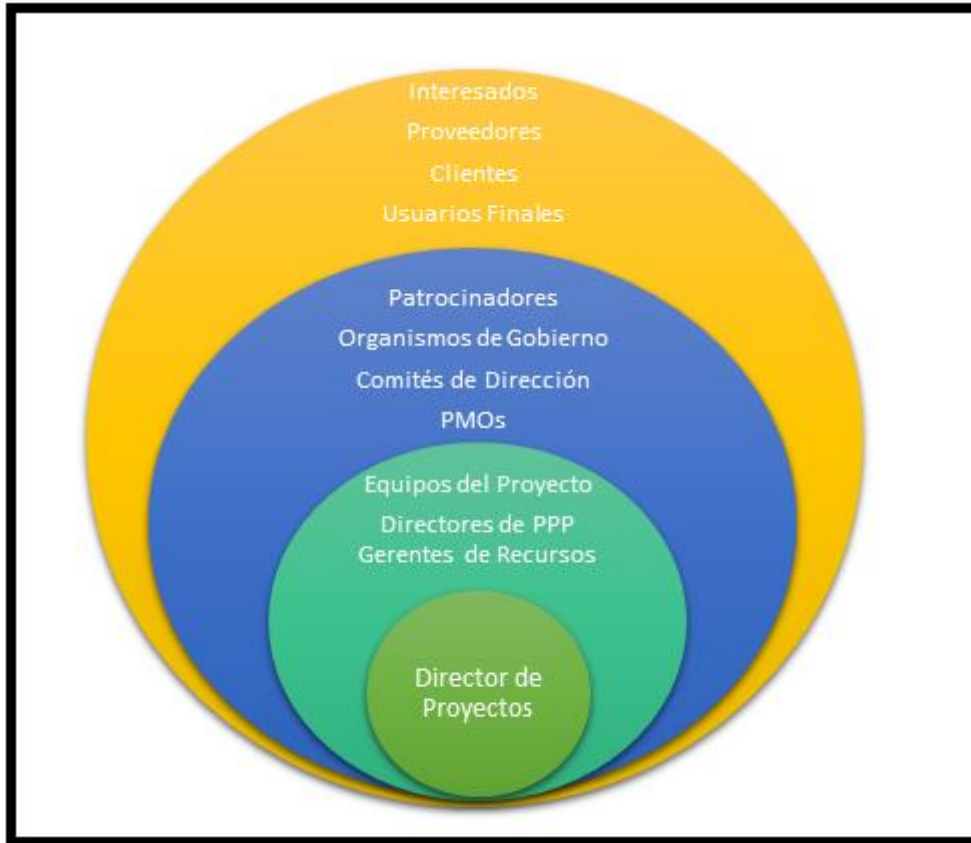 Interesados
Proveedores
Clientes
Usuarios Finales
Patrocinadores
Organismos de Gobierno
Comités de Dirección
PMOs
Equipos del Proyecto
Directores de PPP
Gerentes de Recursos
Director de
Proyectos